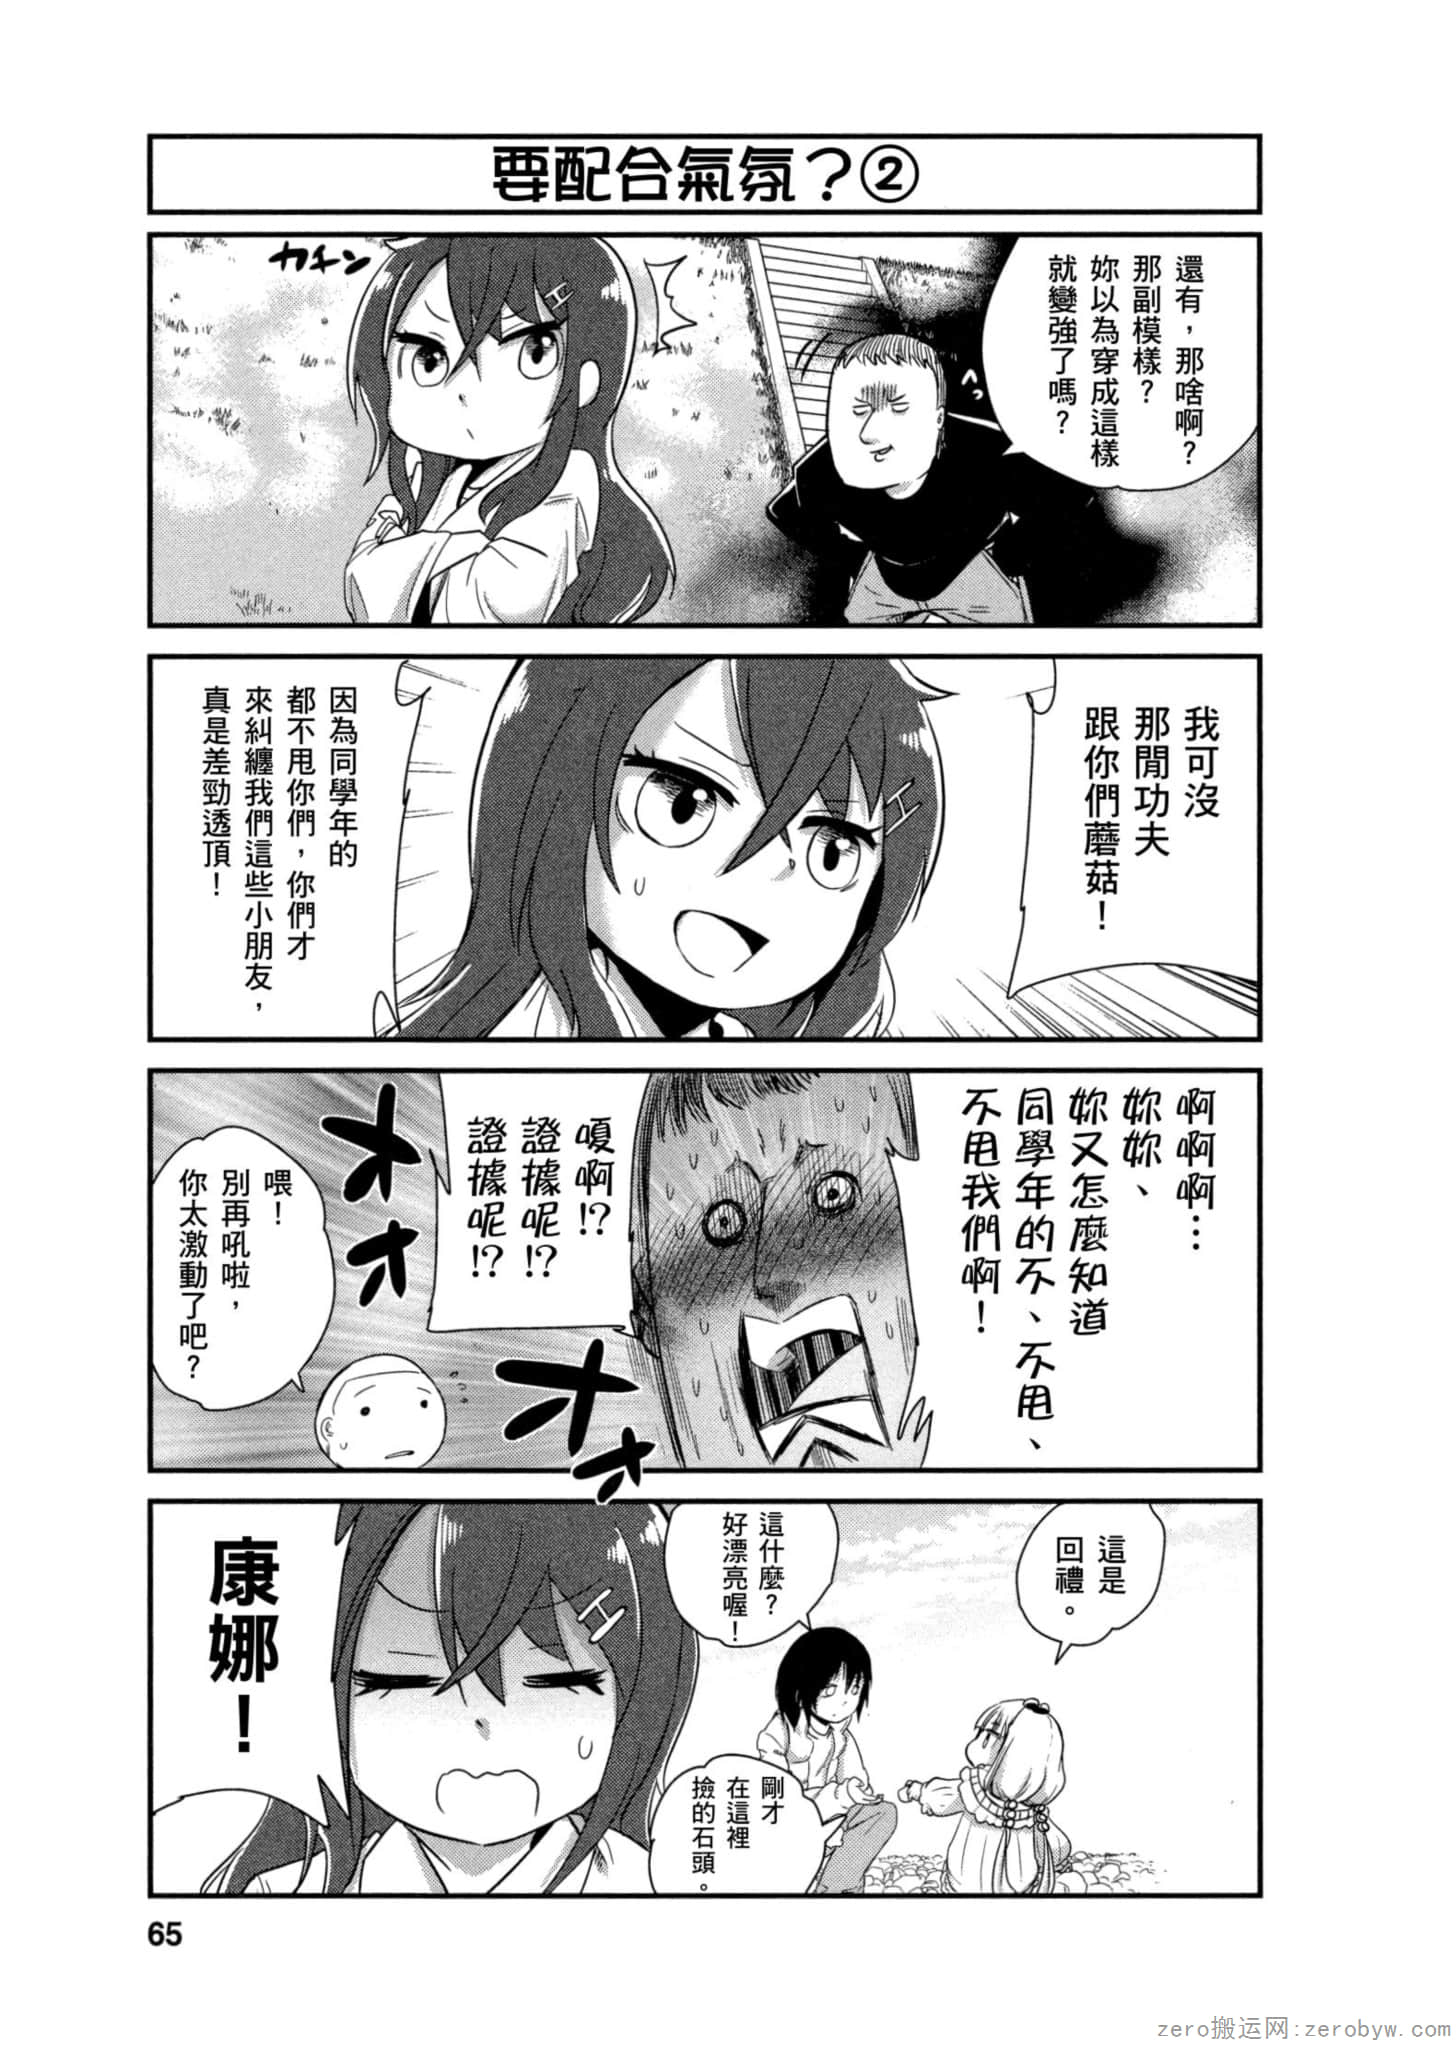 要配合氣氛？②
還有，那啥啊？
那副模樣？
妳以為穿成這樣
就變強了嗎？
カチン
我可沒
那閒功夫
跟你們蘑菇！
因為同學年的
都不甩你們，你們才
來糾纏我們這些小朋友，
真是差勁透頂！
啊啊啊…
妳妳、
妳又怎麼知道
同學年的不、不甩、
不甩我們啊！
嗄啊!?
證據呢!?
證據呢!?
オオオオ
喂！
別再吼啦，
你太激動了吧？
這是
回禮。
這什麼？
好漂亮喔！
剛才
在這裡
撿的石頭。
康娜！
65
zero搬运网:zerobyw.com